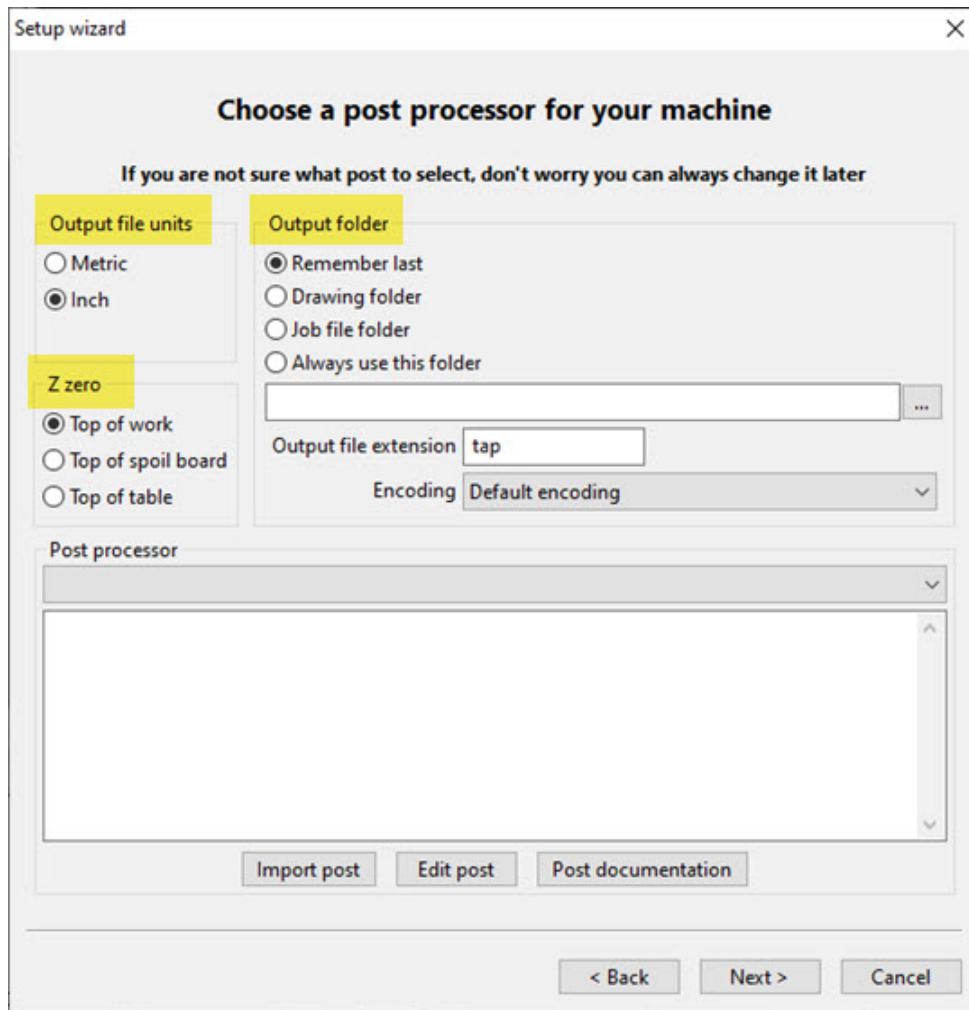 Setup wizard
Choose a post processor for your machine
If you are not sure what post to select, don't worry you can always change it later
Output file units
Metric
Inch
Z zero
Top of work
Top of spoil board
Top of table
Output folder
Remember last
Drawing folder
Job file folder
Always use this folder
...
Output file extension tap
Encoding Default encoding
Post processor
Import post Edit post Post documentation
< Back Next > Cancel